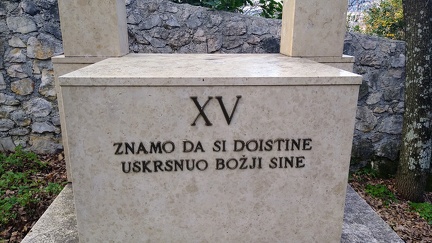 XV
ZNAMO DA SI DOISTINE
USKRSNUO BOŽJI SINE